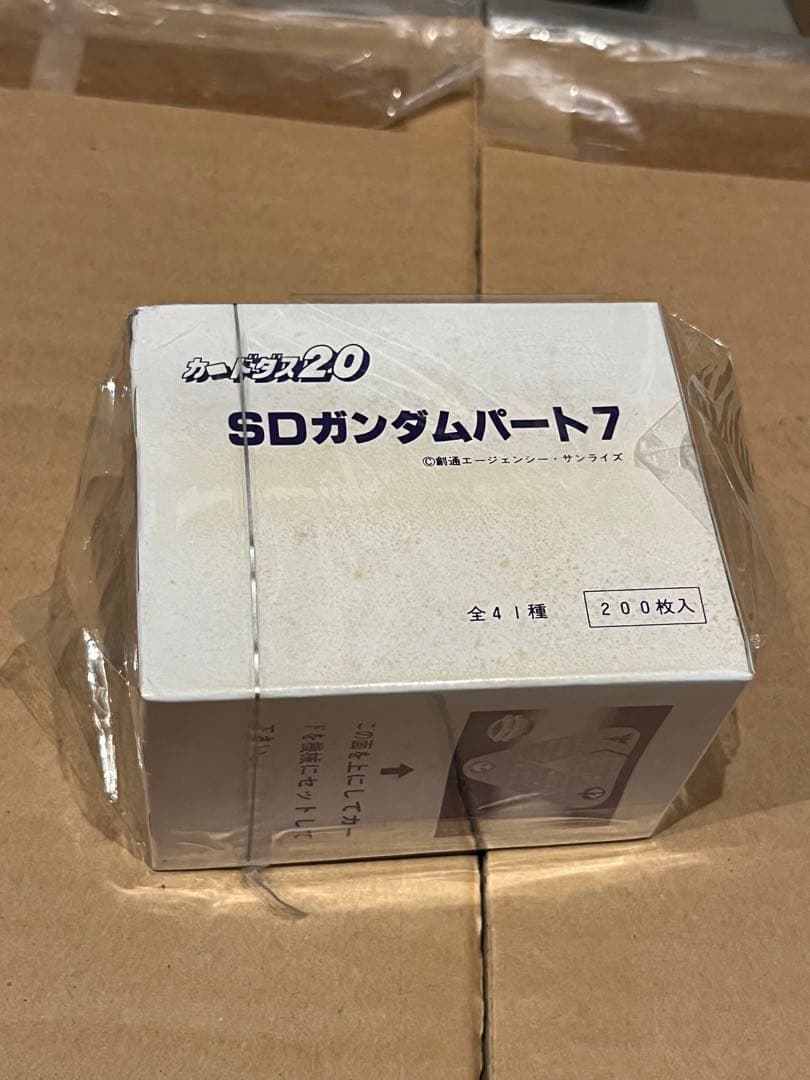 カードダス20
SDガンダムパート7
©創通エージェンシー・サンライズ
全41種
200枚入
この面を上にしてカー
ドを機械にセットして
下さい